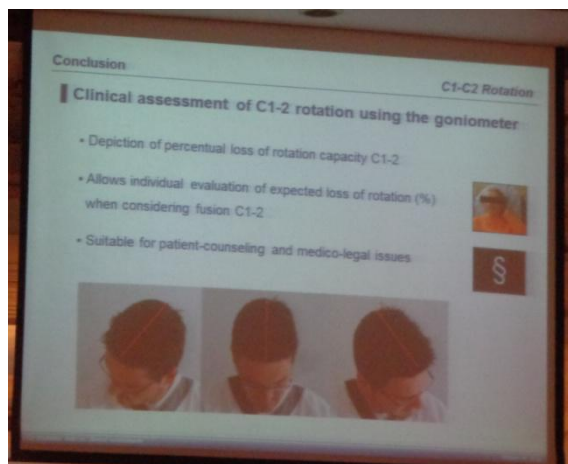 Conclusion
C1-C2 Rotation
Clinical assessment of C1-2 rotation using the goniometer
• Depiction of percentual loss of rotation capacity C1-2
• Allows individual evaluation of expected loss of rotation (%)
when considering fusion C1-2
• Suitable for patient-counseling and medico-legal issues
§